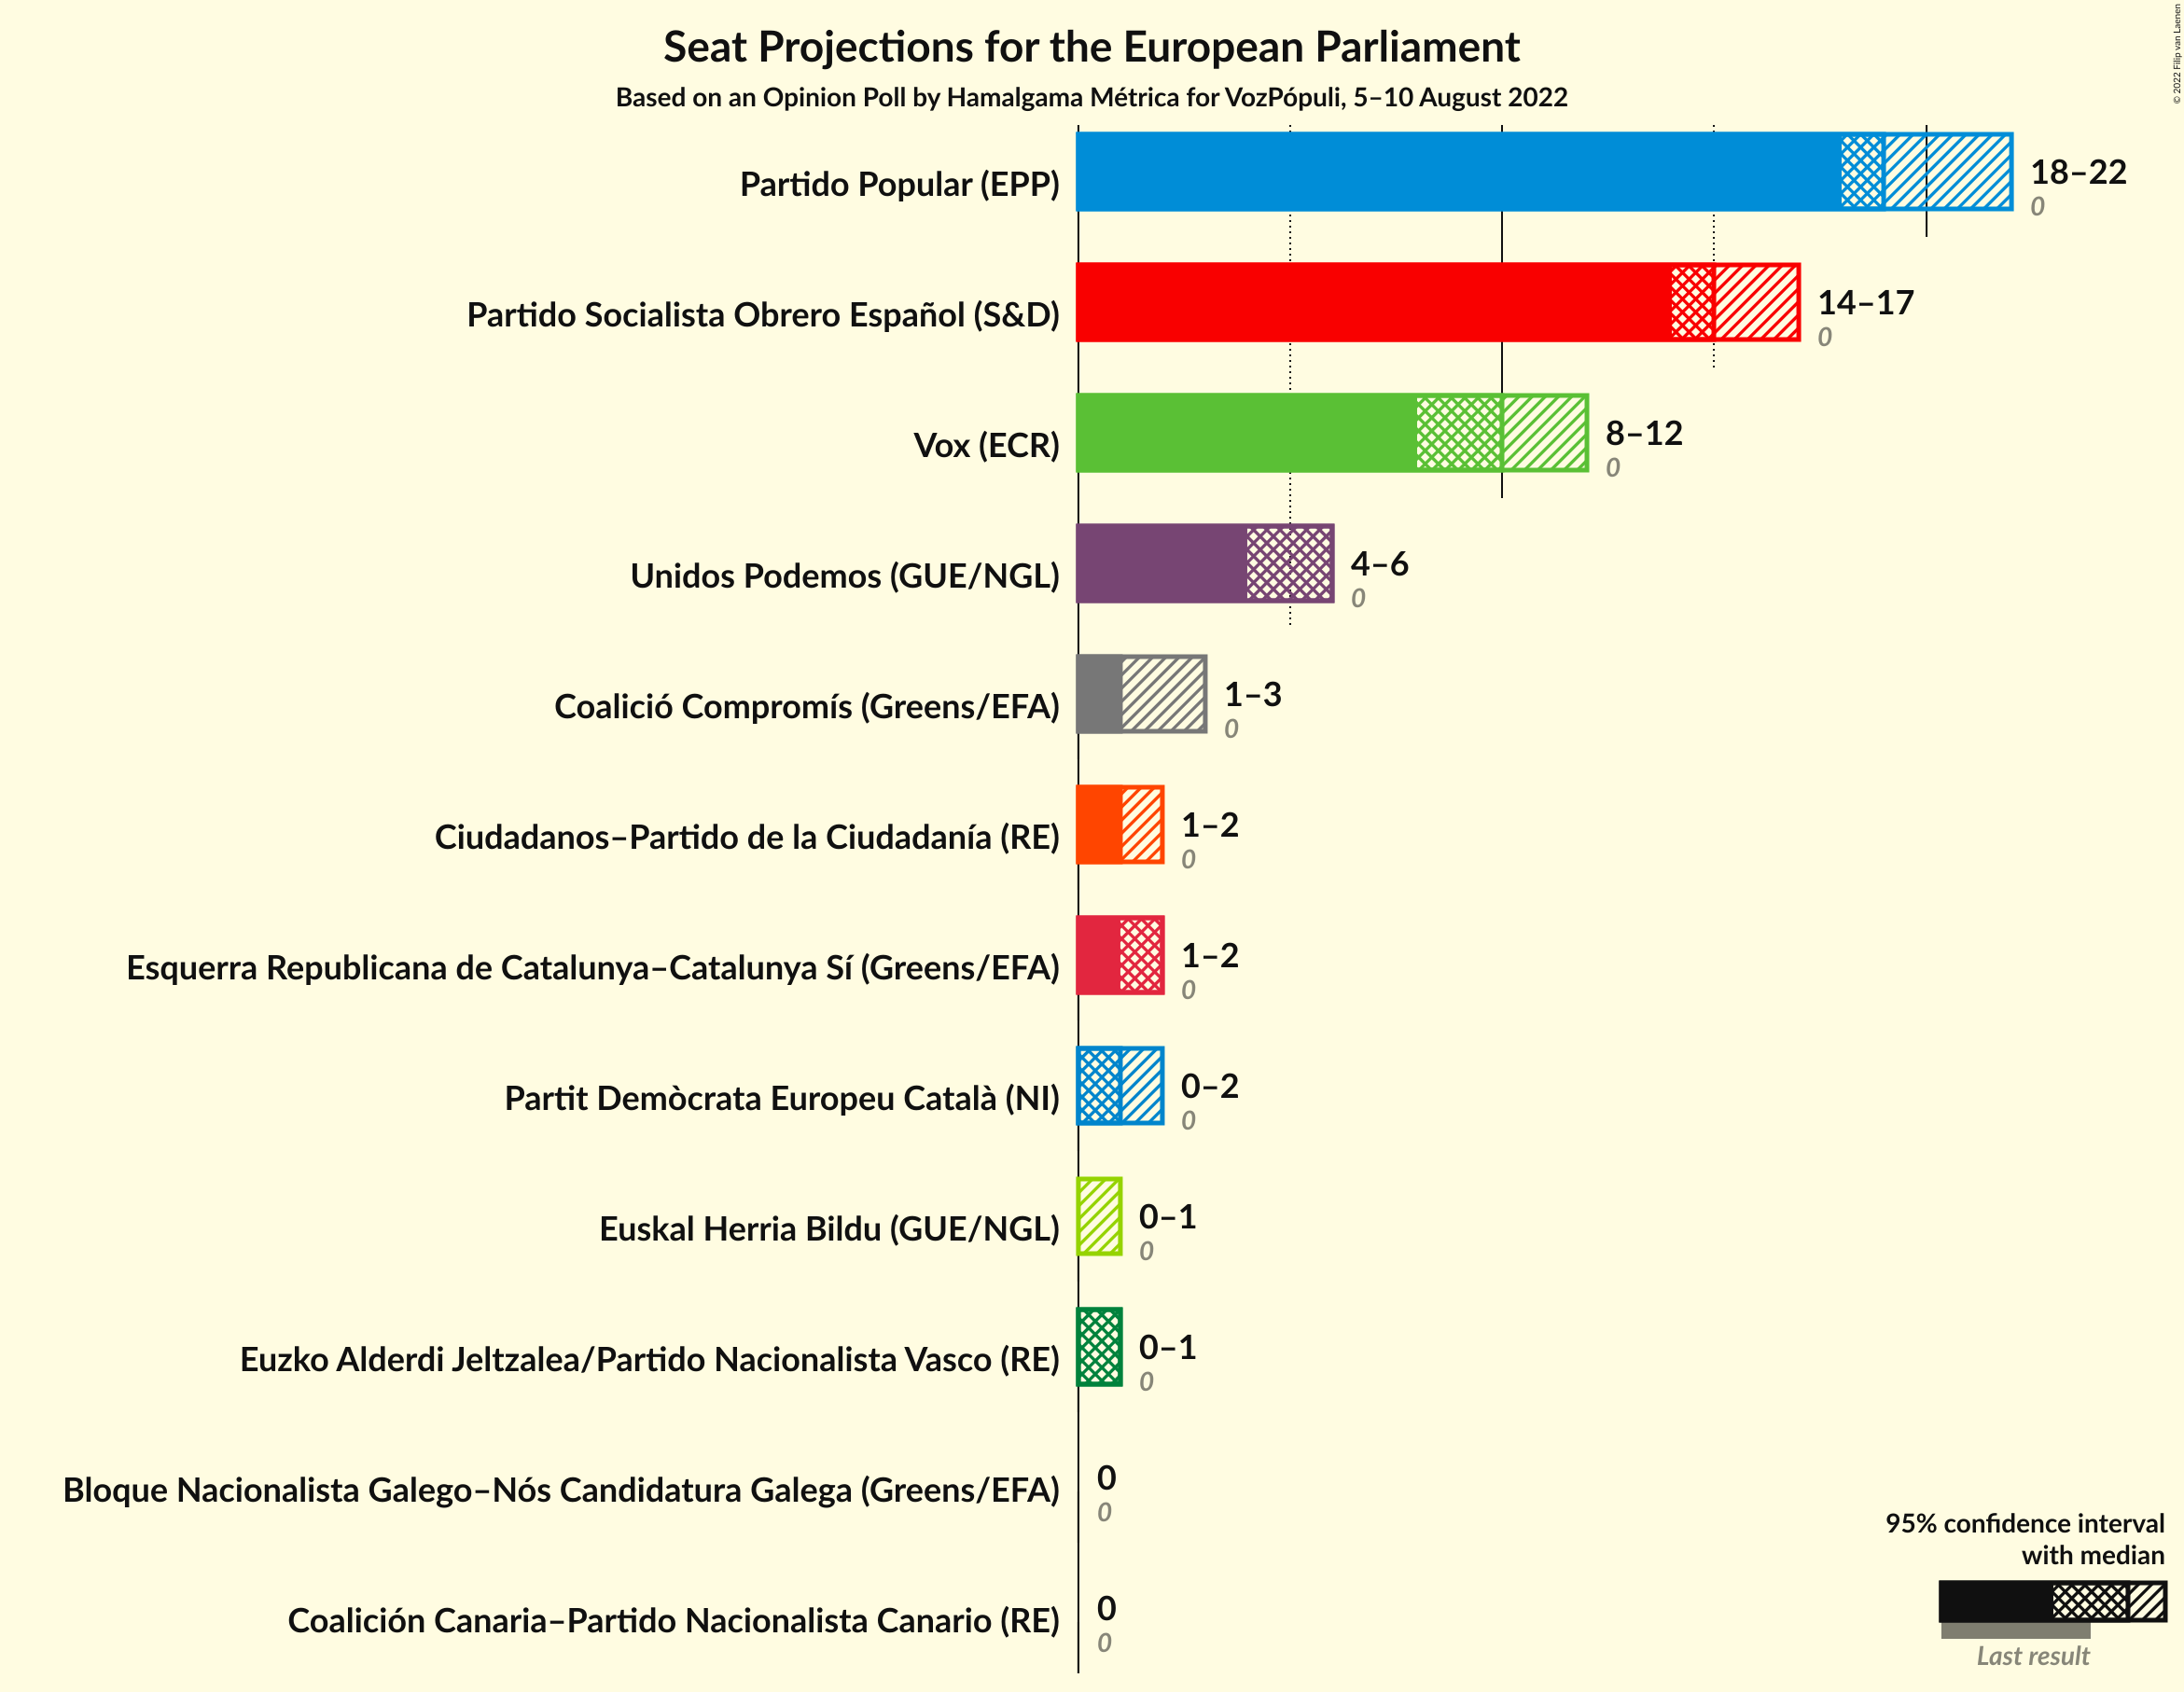 Seat Projections for the European Parliament
Based on an Opinion Poll by Hamalgama Métrica for VozPópuli, 5–10 August 2022
© 2022 Filip van Laenen
Partido Popular (EPP)
18–22
0
Partido Socialista Obrero Español (S&D)
14–17
0
Vox (ECR)
8–12
0
Unidos Podemos (GUE/NGL)
4–6
0
Coalició Compromís (Greens/EFA)
1–3
0
Ciudadanos–Partido de la Ciudadanía (RE)
1–2
0
Esquerra Republicana de Catalunya–Catalunya Sí (Greens/EFA)
1–2
0
Partit Demòcrata Europeu Català (NI)
0–2
0
Euskal Herria Bildu (GUE/NGL)
0–1
0
Euzko Alderdi Jeltzalea/Partido Nacionalista Vasco (RE)
0–1
0
Bloque Nacionalista Galego–Nós Candidatura Galega (Greens/EFA)
0
0
Coalición Canaria–Partido Nacionalista Canario (RE)
0
0
95% confidence interval
with median
Last result